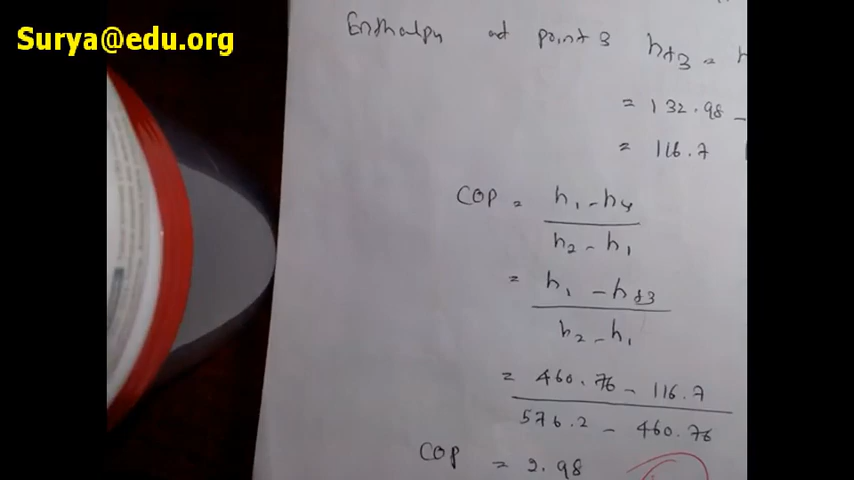 Surya@edu.org
Enthalpy at point 3 hf3 = h
= 132.98 -
= 116.7
COP = h1 - h4 / h2 - h1
= h1 - hf3 / h2 - h1
= 460.76 - 116.7 / 576.2 - 460.76
COP = 2.98